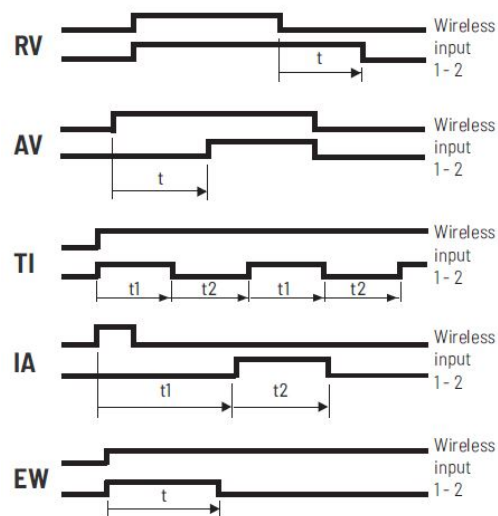 RV
Wireless
input
1 - 2
t
AV
Wireless
input
1 - 2
t
TI
Wireless
input
1 - 2
t1 t2 t1 t2
IA
Wireless
input
1 - 2
t1 t2
EW
Wireless
input
1 - 2
t